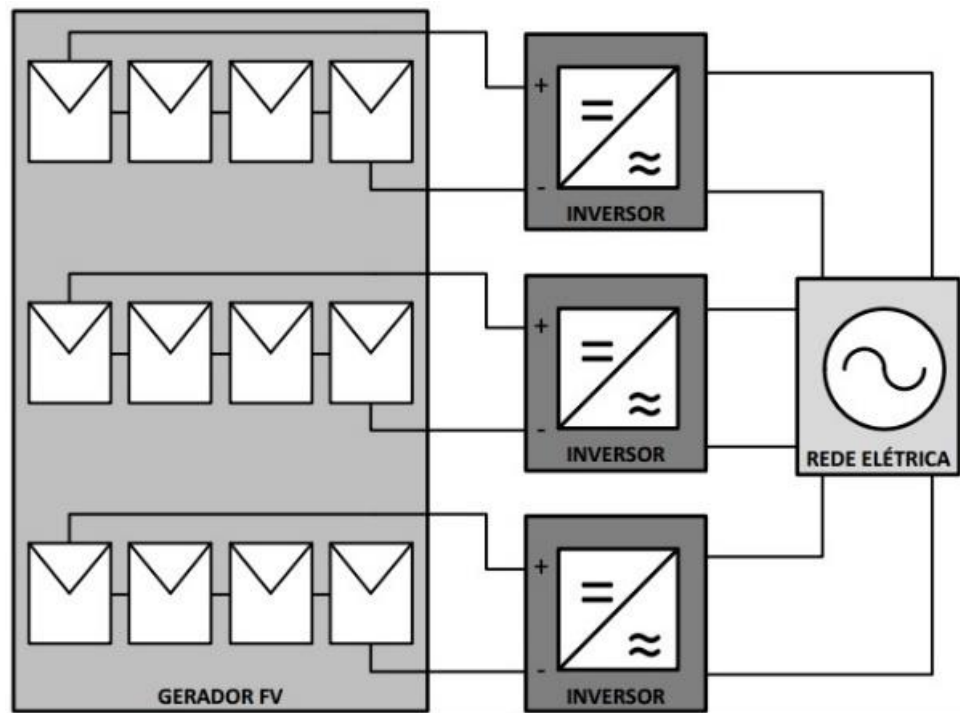 +
-
INVERSOR
+
-
INVERSOR
REDE ELÉTRICA
+
-
INVERSOR
GERADOR FV